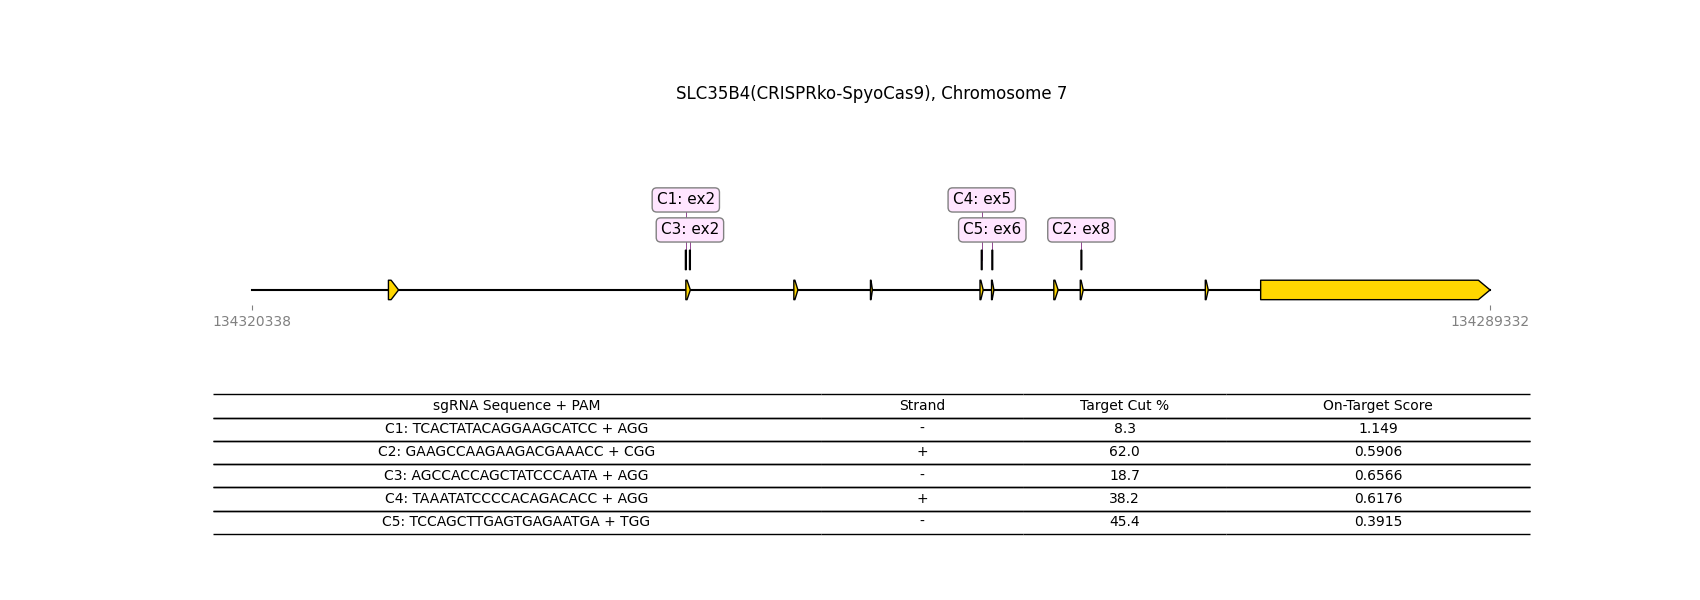 SLC35B4(CRISPRko-SpyoCas9), Chromosome 7
C1: ex2
C4: ex5
C3: ex2
C5: ex6
C2: ex8
134320338
134289332
sgRNA Sequence + PAM Strand Target Cut % On-Target Score
C1: TCACTATACAGGAAGCATCC + AGG - 8.3 1.149
C2: GAAGCCAAGAAGACGAAACC + CGG + 62.0 0.5906
C3: AGCCACCAGCTATCCCAATA + AGG - 18.7 0.6566
C4: TAAATATCCCCACAGACACC + AGG + 38.2 0.6176
C5: TCCAGCTTGAGTGAGAATGA + TGG - 45.4 0.3915